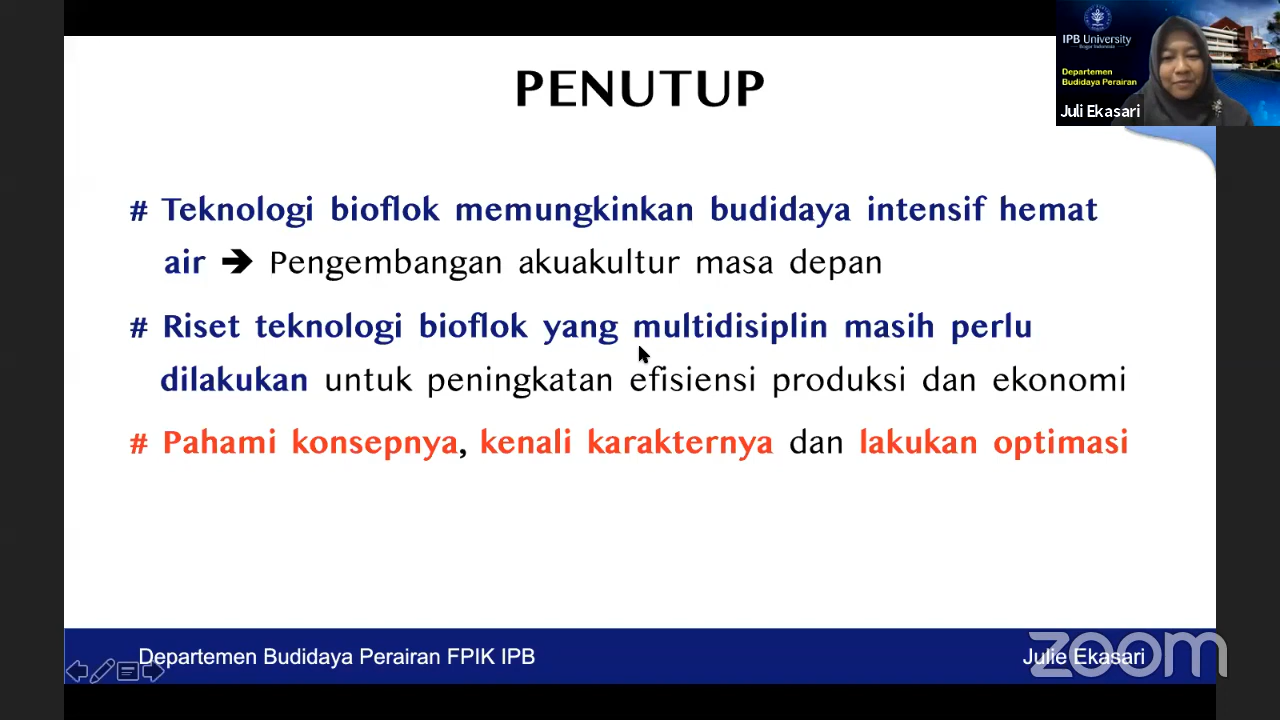 PENUTUP
IPB University
Bogor Indonesia
Departemen
Budidaya Perairan
Juli Ekasari
# Teknologi bioflok memungkinkan budidaya intensif hemat
air ➔ Pengembangan akuakultur masa depan
# Riset teknologi bioflok yang multidisiplin masih perlu
dilakukan untuk peningkatan efisiensi produksi dan ekonomi
# Pahami konsepnya, kenali karakternya dan lakukan optimasi
Departemen Budidaya Perairan FPIK IPB
Julie Ekasari
zoom